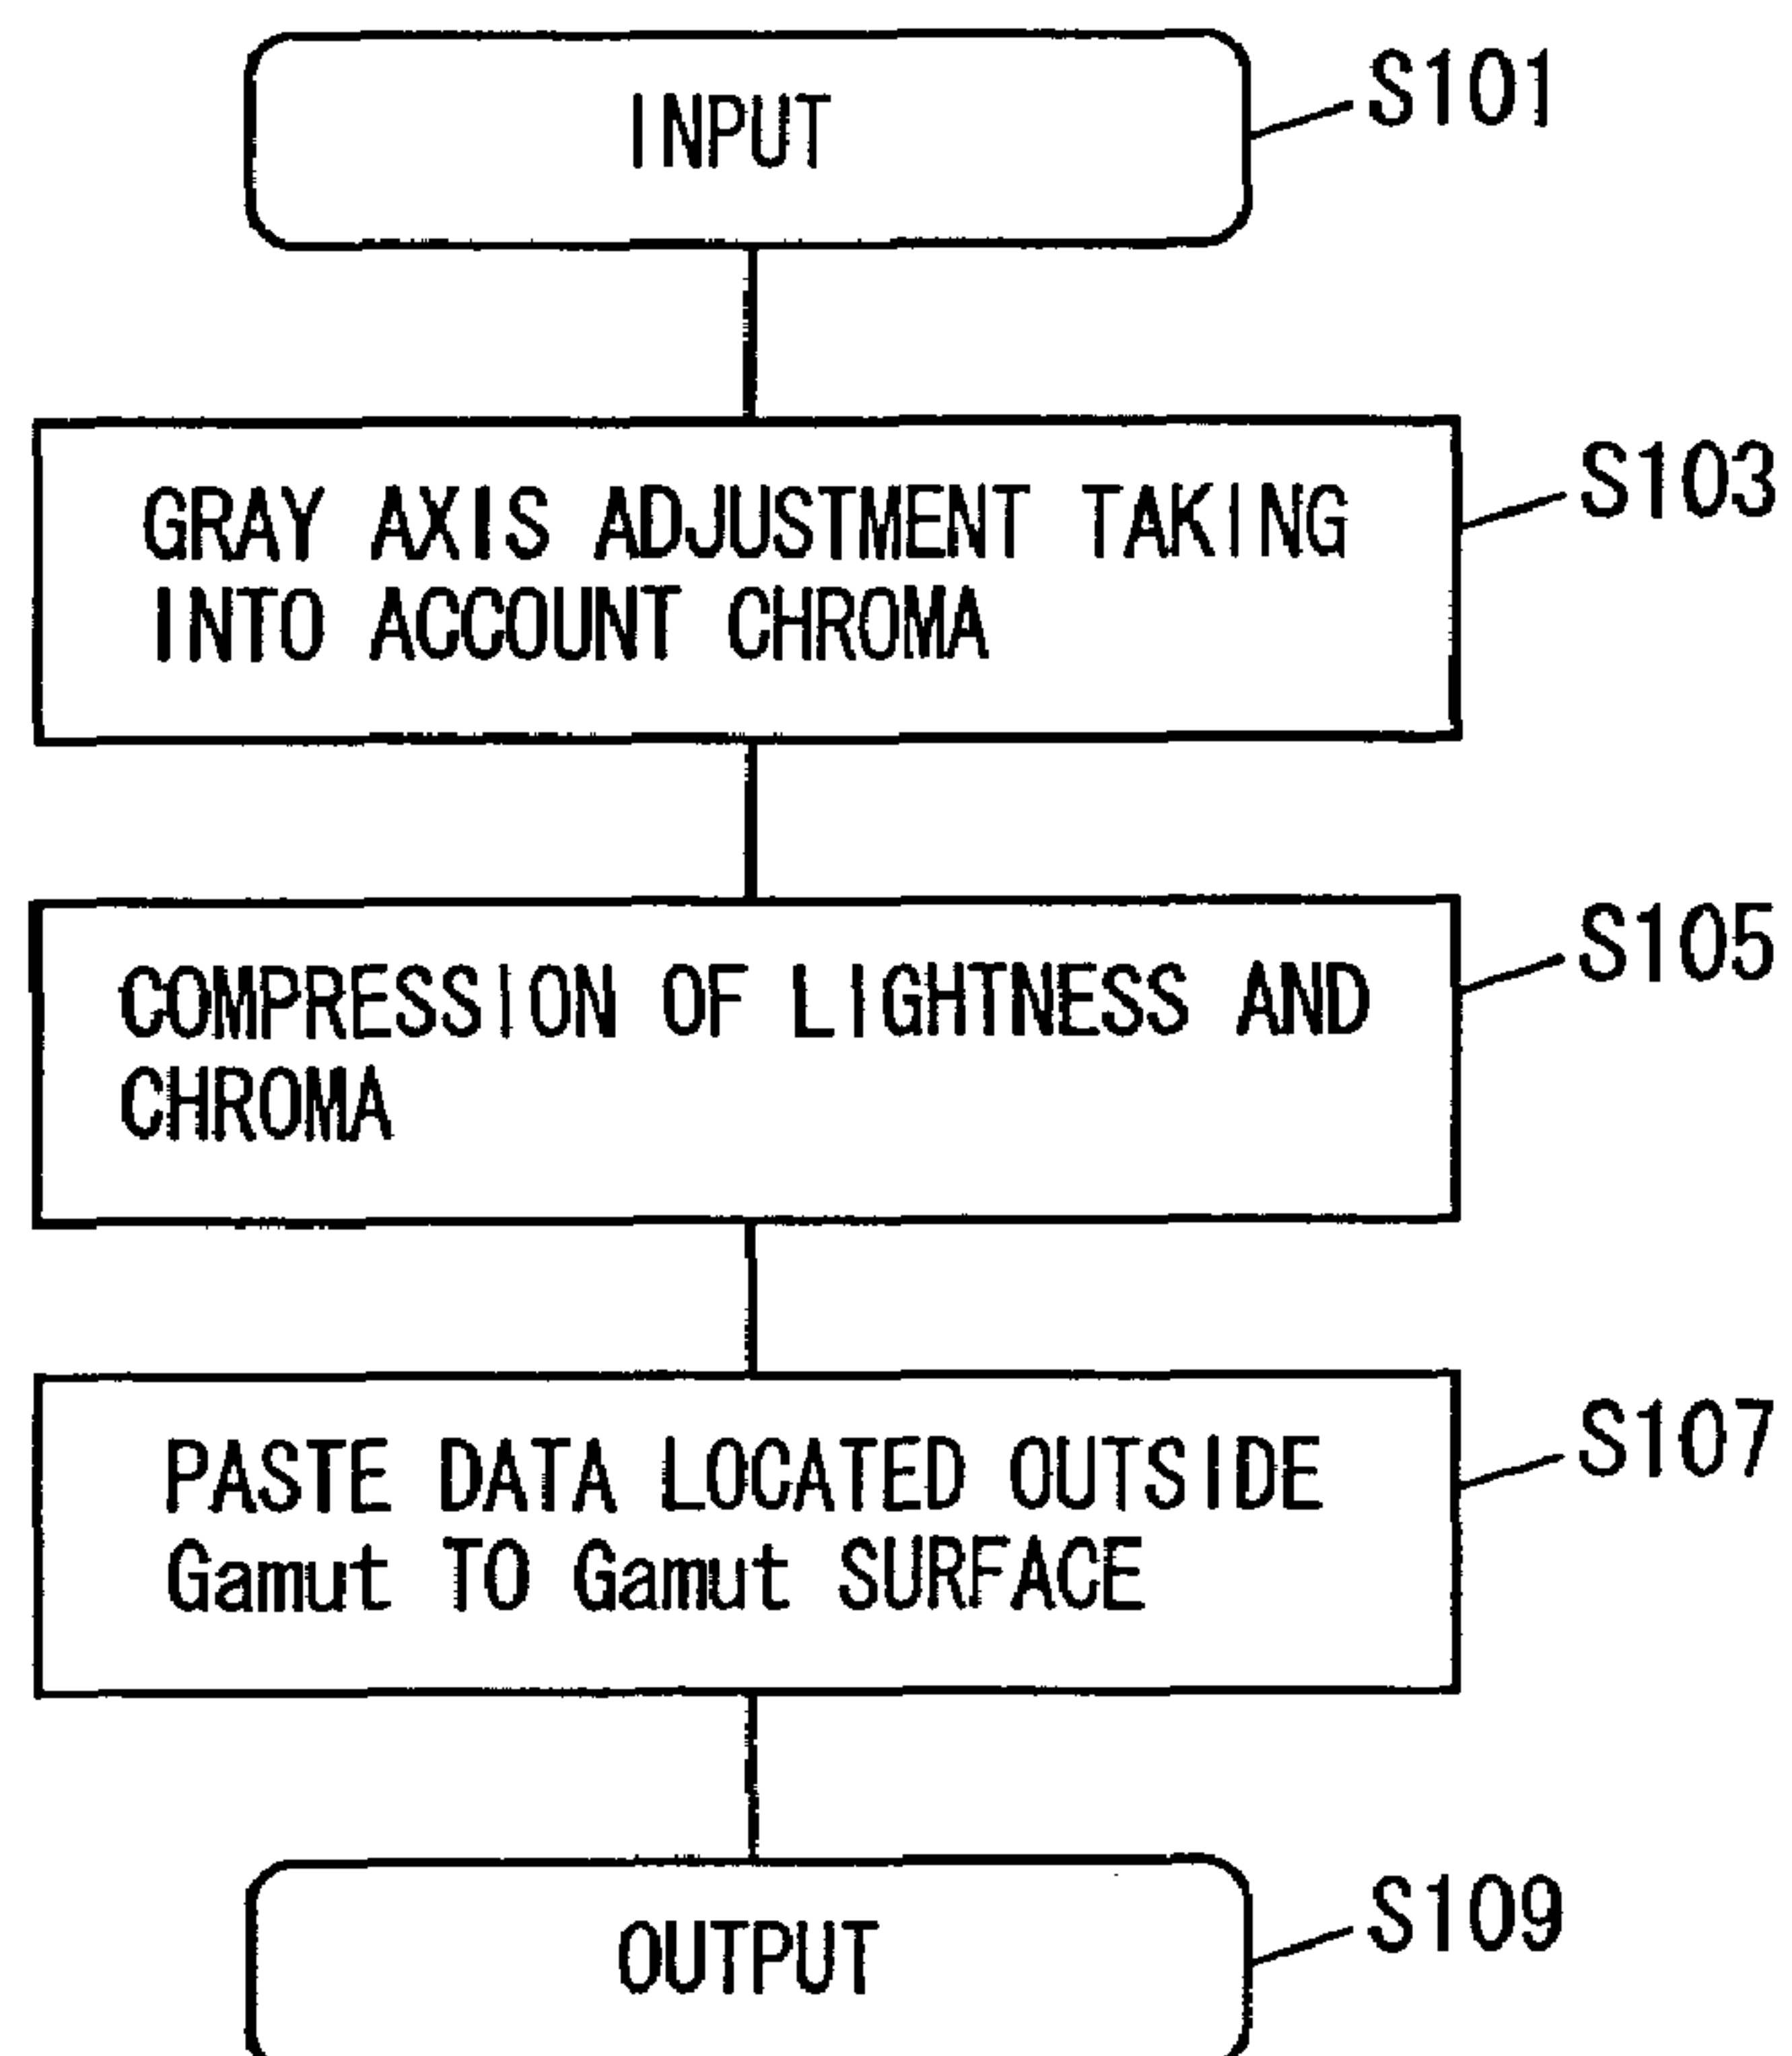 INPUT
S101
GRAY AXIS ADJUSTMENT TAKING
INTO ACCOUNT CHROMA
S103
COMPRESSION OF LIGHTNESS AND
CHROMA
S105
PASTE DATA LOCATED OUTSIDE
Gamut TO Gamut SURFACE
S107
OUTPUT
S109